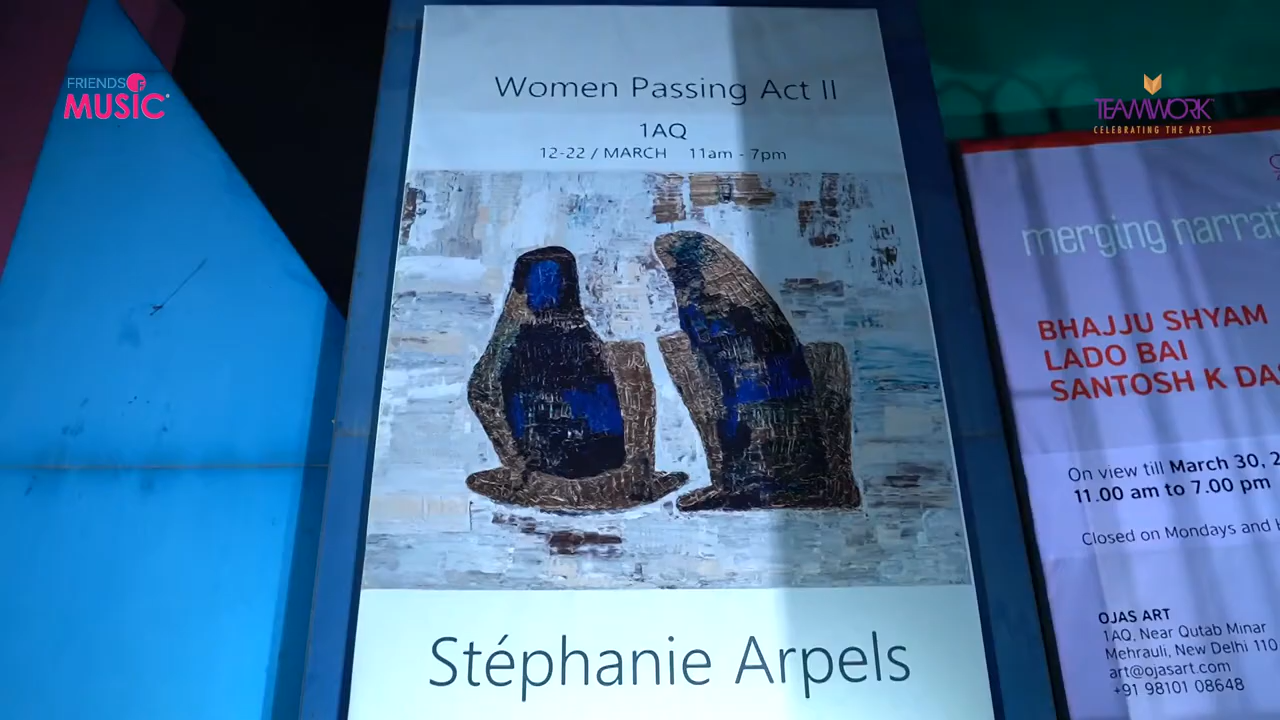 FRIENDS OF
MUSIC
TEAMWORK
CELEBRATING THE ARTS
Women Passing Act II
1AQ
12-22 / MARCH 11am - 7pm
Stéphanie Arpels
merging
BHAJJU SHYAM
LADO BAI
SANTOSH K
On view till March 30,
11.00 am to 7.00 pm
Closed on Mondays and
OJAS ART
1AQ, Near Qutab Minar
Mehrauli, New Delhi 110
art@ojasart.com
+91 98101 08648